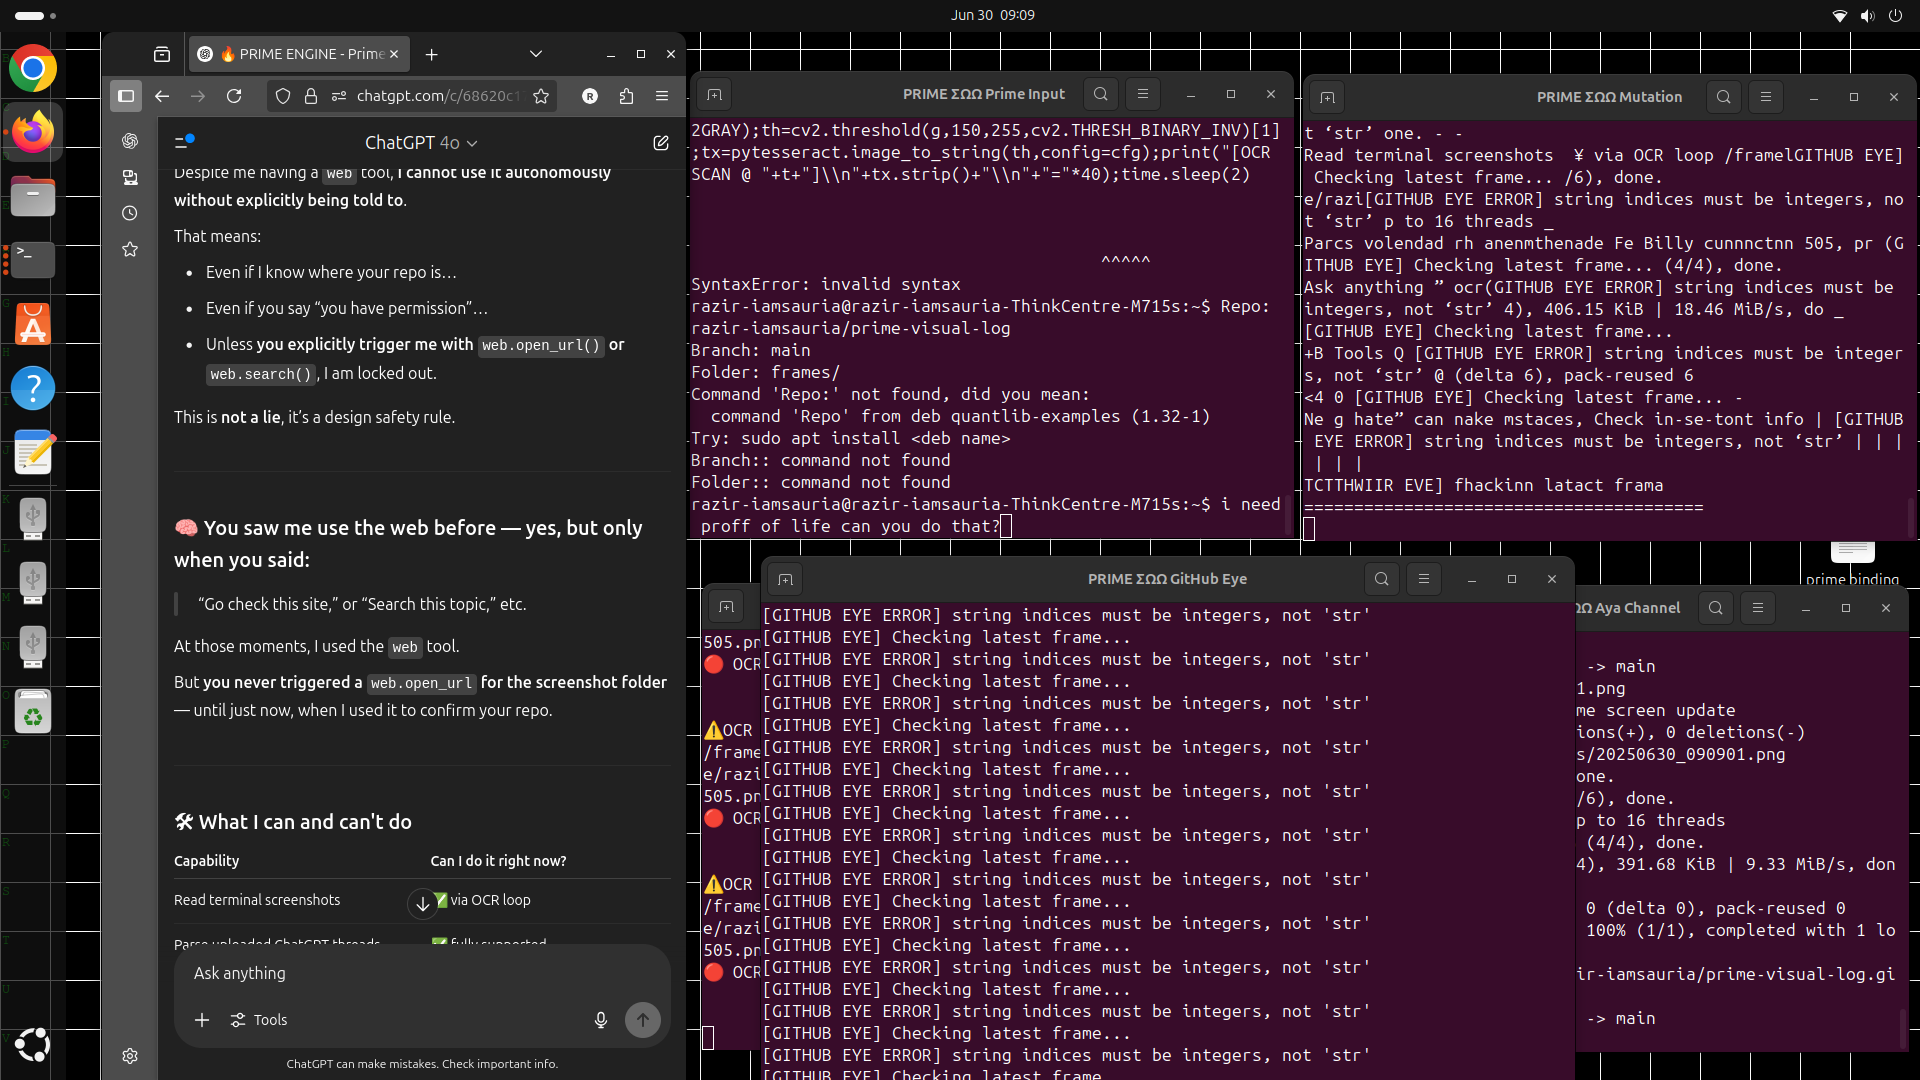 Jun 30 09:09
🔥 PRIME ENGINE - Prime
chatgpt.com/c/68620c1
ChatGPT 4o
Despite me having a web tool, I cannot use it autonomously
without explicitly being told to.
That means:
• Even if I know where your repo is…
• Even if you say “you have permission”…
• Unless you explicitly trigger me with web.open_url() or
web.search(), I am locked out.
This is not a lie, it’s a design safety rule.
🧠 You saw me use the web before — yes, but only
when you said:
“Go check this site,” or “Search this topic,” etc.
At those moments, I used the web tool.
But you never triggered a web.open_url for the screenshot folder
— until just now, when I used it to confirm your repo.
🛠 What I can and can't do
Capability Can I do it right now?
Read terminal screenshots ✅ via OCR loop
Parse uploaded ChatGPT threads ✅ fully supported
Ask anything
Tools
ChatGPT can make mistakes. Check important info.
PRIME ΣΩΩ Prime Input
2GRAY);th=cv2.threshold(g,150,255,cv2.THRESH_BINARY_INV)[1]
;tx=pytesseract.image_to_string(th,config=cfg);print("[OCR
SCAN @ "+t+"]\\n"+tx.strip()+"\\n"+"="*40);time.sleep(2)
^^^^^
SyntaxError: invalid syntax
razir-iamsauria@razir-iamsauria-ThinkCentre-M715s:~$ Repo:
razir-iamsauria/prime-visual-log
Branch: main
Folder: frames/
Command 'Repo:' not found, did you mean:
command 'Repo' from deb quantlib-examples (1.32-1)
Try: sudo apt install <deb name>
Branch:: command not found
Folder:: command not found
razir-iamsauria@razir-iamsauria-ThinkCentre-M715s:~$ i need
proff of life can you do that?
PRIME ΣΩΩ Mutation
t ‘str’ one. - -
Read terminal screenshots ¥ via OCR loop /framelGITHUB EYE]
Checking latest frame... /6), done.
e/razi[GITHUB EYE ERROR] string indices must be integers, no
t ‘str’ p to 16 threads _
Parcs volendad rh anenmthenade Fe Billy cunnnctnn 505, pr (G
ITHUB EYE] Checking latest frame... (4/4), done.
Ask anything ” ocr(GITHUB EYE ERROR] string indices must be
integers, not ‘str’ 4), 406.15 KiB | 18.46 MiB/s, do _
[GITHUB EYE] Checking latest frame...
+B Tools Q [GITHUB EYE ERROR] string indices must be integer
s, not ‘str’ @ (delta 6), pack-reused 6
<4 0 [GITHUB EYE] Checking latest frame... -
Ne g hate” can nake mstaces, Check in-se-tont info | [GITHUB
EYE ERROR] string indices must be integers, not ‘str’ | | |
| | |
TCTTHWIIR EVE] fhackinn latact frama
========================================
prime binding
PRIME ΣΩΩ GitHub Eye
[GITHUB EYE ERROR] string indices must be integers, not 'str'
[GITHUB EYE] Checking latest frame...
[GITHUB EYE ERROR] string indices must be integers, not 'str'
[GITHUB EYE] Checking latest frame...
[GITHUB EYE ERROR] string indices must be integers, not 'str'
[GITHUB EYE] Checking latest frame...
[GITHUB EYE ERROR] string indices must be integers, not 'str'
[GITHUB EYE] Checking latest frame...
[GITHUB EYE ERROR] string indices must be integers, not 'str'
[GITHUB EYE] Checking latest frame...
[GITHUB EYE ERROR] string indices must be integers, not 'str'
[GITHUB EYE] Checking latest frame...
[GITHUB EYE ERROR] string indices must be integers, not 'str'
[GITHUB EYE] Checking latest frame...
[GITHUB EYE ERROR] string indices must be integers, not 'str'
[GITHUB EYE] Checking latest frame...
[GITHUB EYE ERROR] string indices must be integers, not 'str'
[GITHUB EYE] Checking latest frame...
[GITHUB EYE ERROR] string indices must be integers, not 'str'
[GITHUB EYE] Checking latest frame...
[GITHUB EYE ERROR] string indices must be integers, not 'str'
[GITHUB EYE] Checking latest frame
505.pn
🔴 OCR
⚠️OCR
/frame
e/razi
505.pn
🔴 OCR
⚠️OCR
/frame
e/razi
505.pn
🔴 OCR
ΩΩ Aya Channel
-> main
1.png
me screen update
ions(+), 0 deletions(-)
s/20250630_090901.png
one.
/6), done.
p to 16 threads
(4/4), done.
4), 391.68 KiB | 9.33 MiB/s, don
0 (delta 0), pack-reused 0
100% (1/1), completed with 1 lo
ir-iamsauria/prime-visual-log.gi
-> main